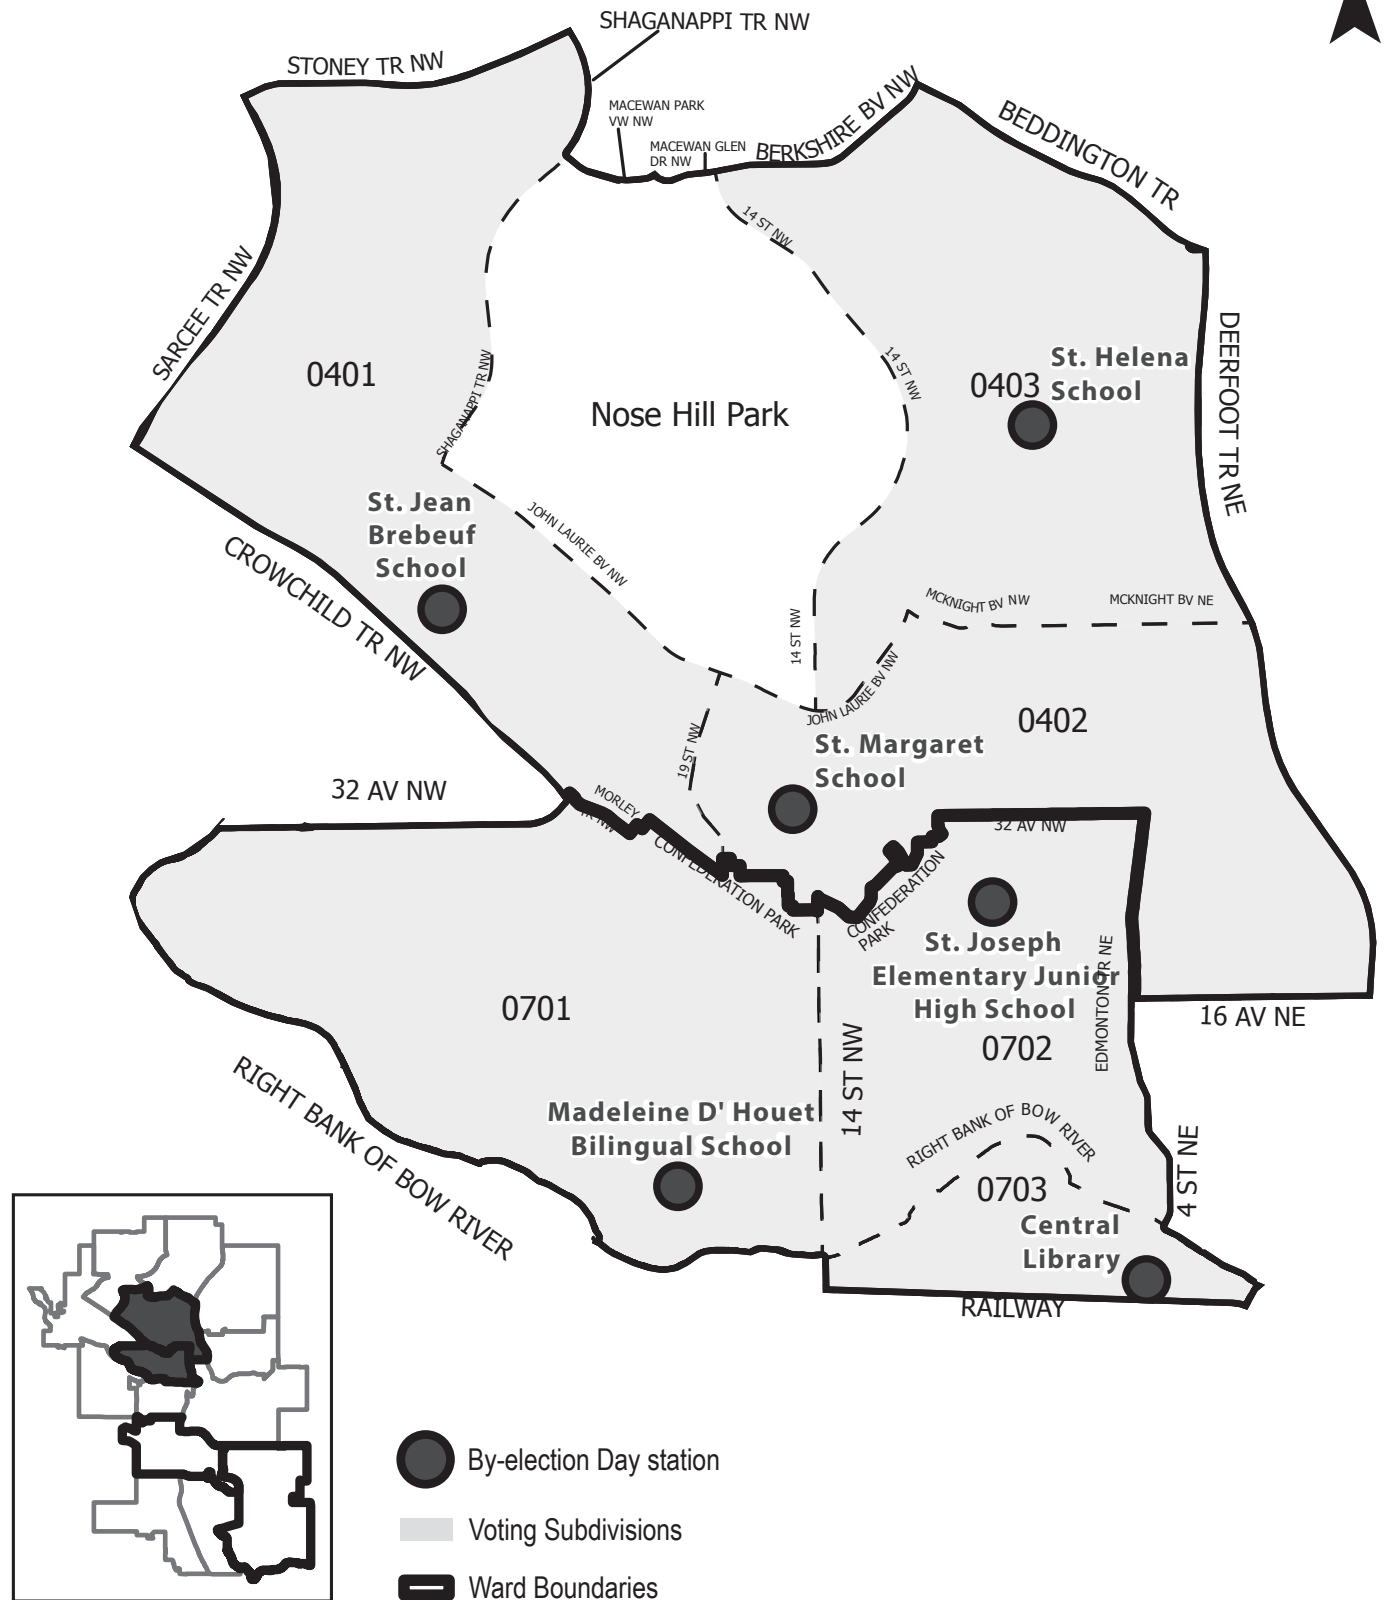 SHAGANAPPI TR NW
STONEY TR NW
MACEWAN PARK
VW NW
MACEWAN GLEN
DR NW
BERKSHIRE BV NW
BEDDINGTON TR
14 ST NW
SARCEE TR NW
DEERFOOT TR NE
0401
SHAGANAPPI TR NW
Nose Hill Park
14 ST NW
0403
St. Helena
School
St. Jean
Brebeuf
School
JOHN LAURIE BV NW
CROWCHILD TR NW
MCKNIGHT BV NW
MCKNIGHT BV NE
14 ST NW
JOHN LAURIE BV NW
0402
19 ST NW
St. Margaret
School
32 AV NW
MORLEY
TR NW
CONFEDERATION PARK
32 AV NW
CONFEDERATION
PARK
St. Joseph
Elementary Junior
High School
EDMONTON TR NE
0701
0702
16 AV NE
14 ST NW
RIGHT BANK OF BOW RIVER
Madeleine D' Houet
Bilingual School
RIGHT BANK OF BOW RIVER
0703
4 ST NE
Central
Library
RAILWAY
By-election Day station
Voting Subdivisions
Ward Boundaries